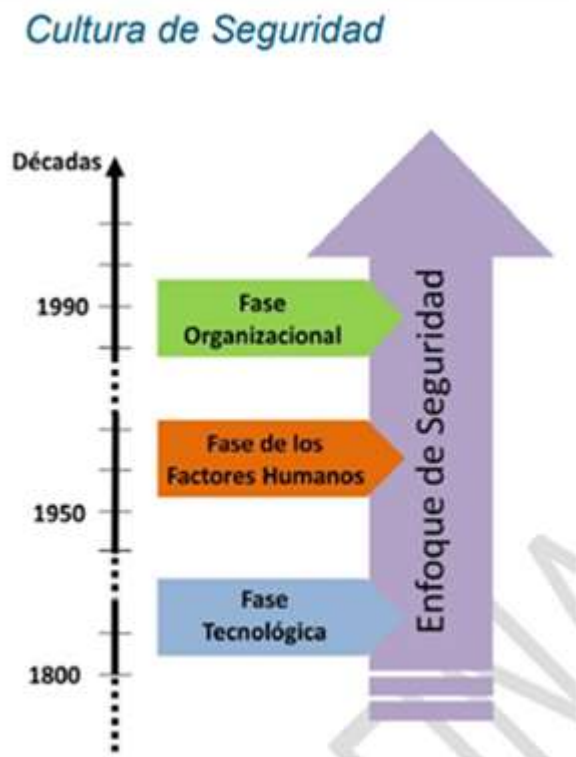 Cultura de Seguridad
Décadas
1990
Fase
Organizacional
Fase de los
Factores Humanos
1950
Fase
Tecnológica
1800
Enfoque de Seguridad